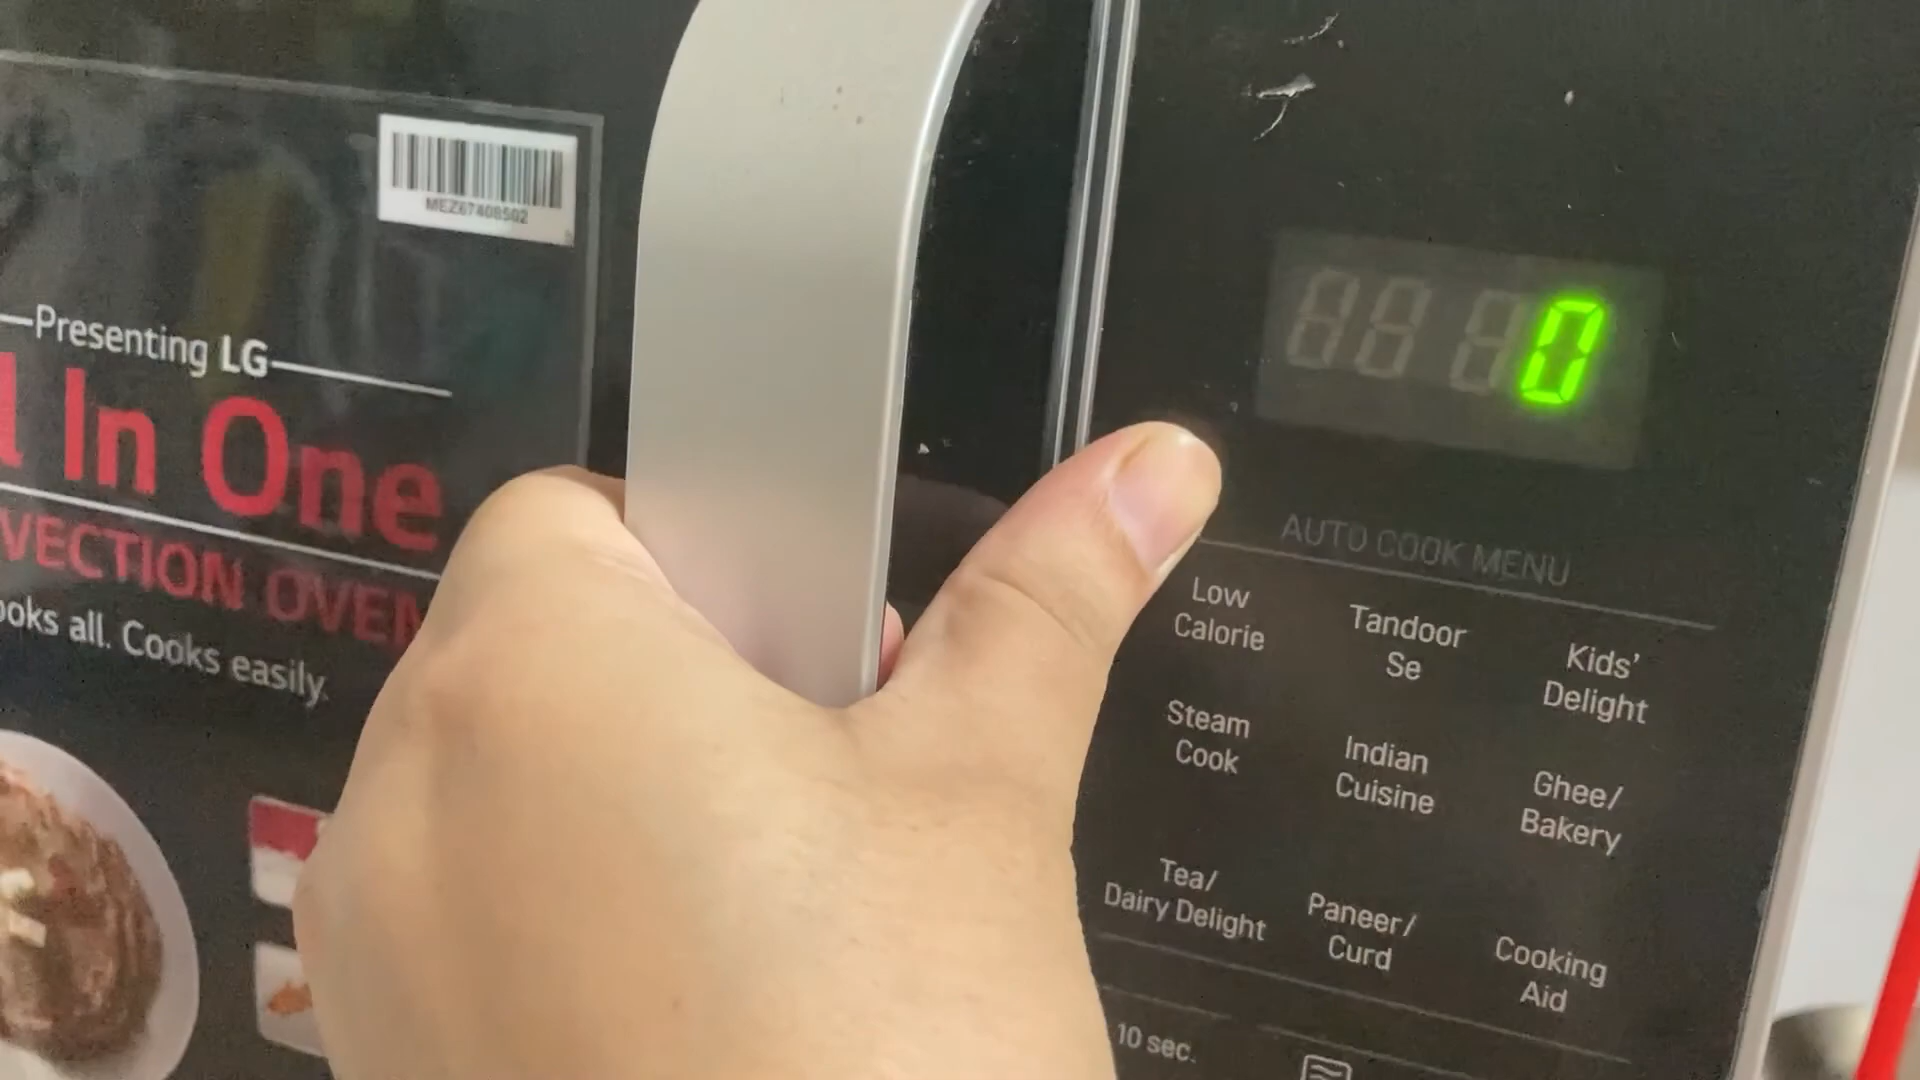 MEZ67408502
Presenting LG
In One
VECTION OVEN
ooks all. Cooks easily.
0
AUTO COOK MENU
Low
Calorie
Tandoor
Se
Kids'
Delight
Steam
Cook
Indian
Cuisine
Ghee/
Bakery
Tea/
Dairy Delight
Paneer/
Curd
Cooking
Aid
10 sec.